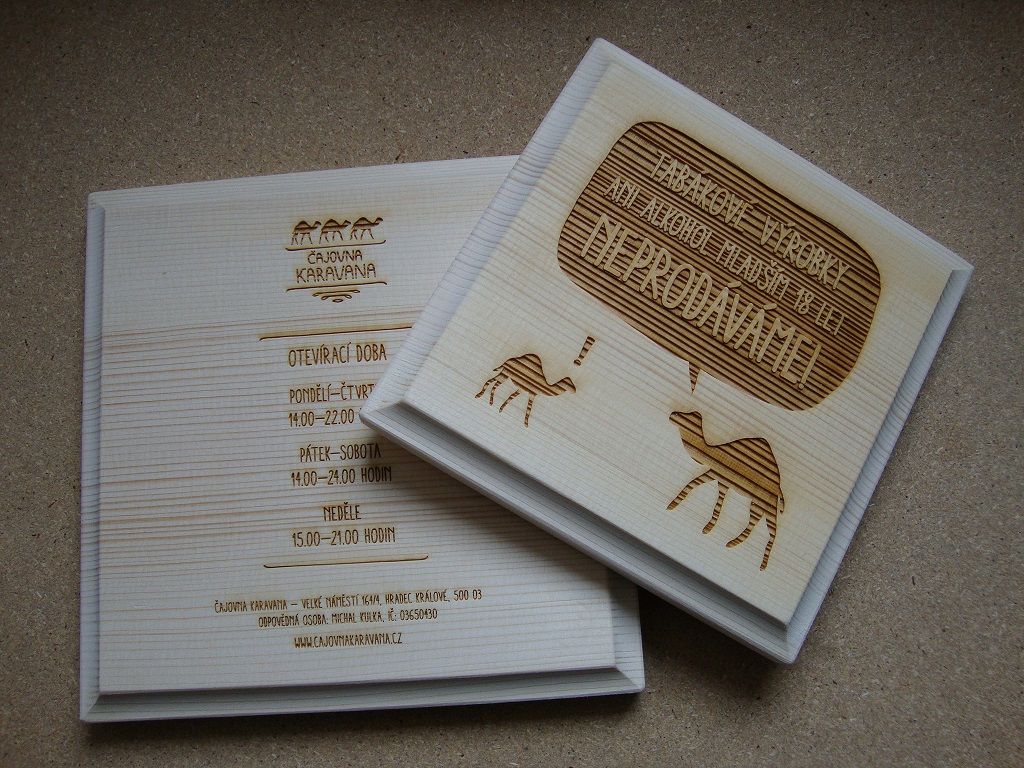 ČAJOVNA
KARAVANA
OTEVÍRACÍ DOBA
PONDĚLÍ–ČTVRT
14.00–22.00
PÁTEK–SOBOTA
14.00–24.00 HODIN
NEDĚLE
15.00–21.00 HODIN
ČAJOVNA KARAVANA – VELKÉ NÁMĚSTÍ 164/4, HRADEC KRÁLOVÉ, 500 03
ODPOVĚDNÁ OSOBA: MICHAL KULKA, IČ: 03650430
WWW.CAJOVNAKARAVANA.CZ
TABÁKOVÉ VÝROBKY
ANI ALKOHOL MLADŠÍM 18 LET
NEPRODÁVÁME!
!